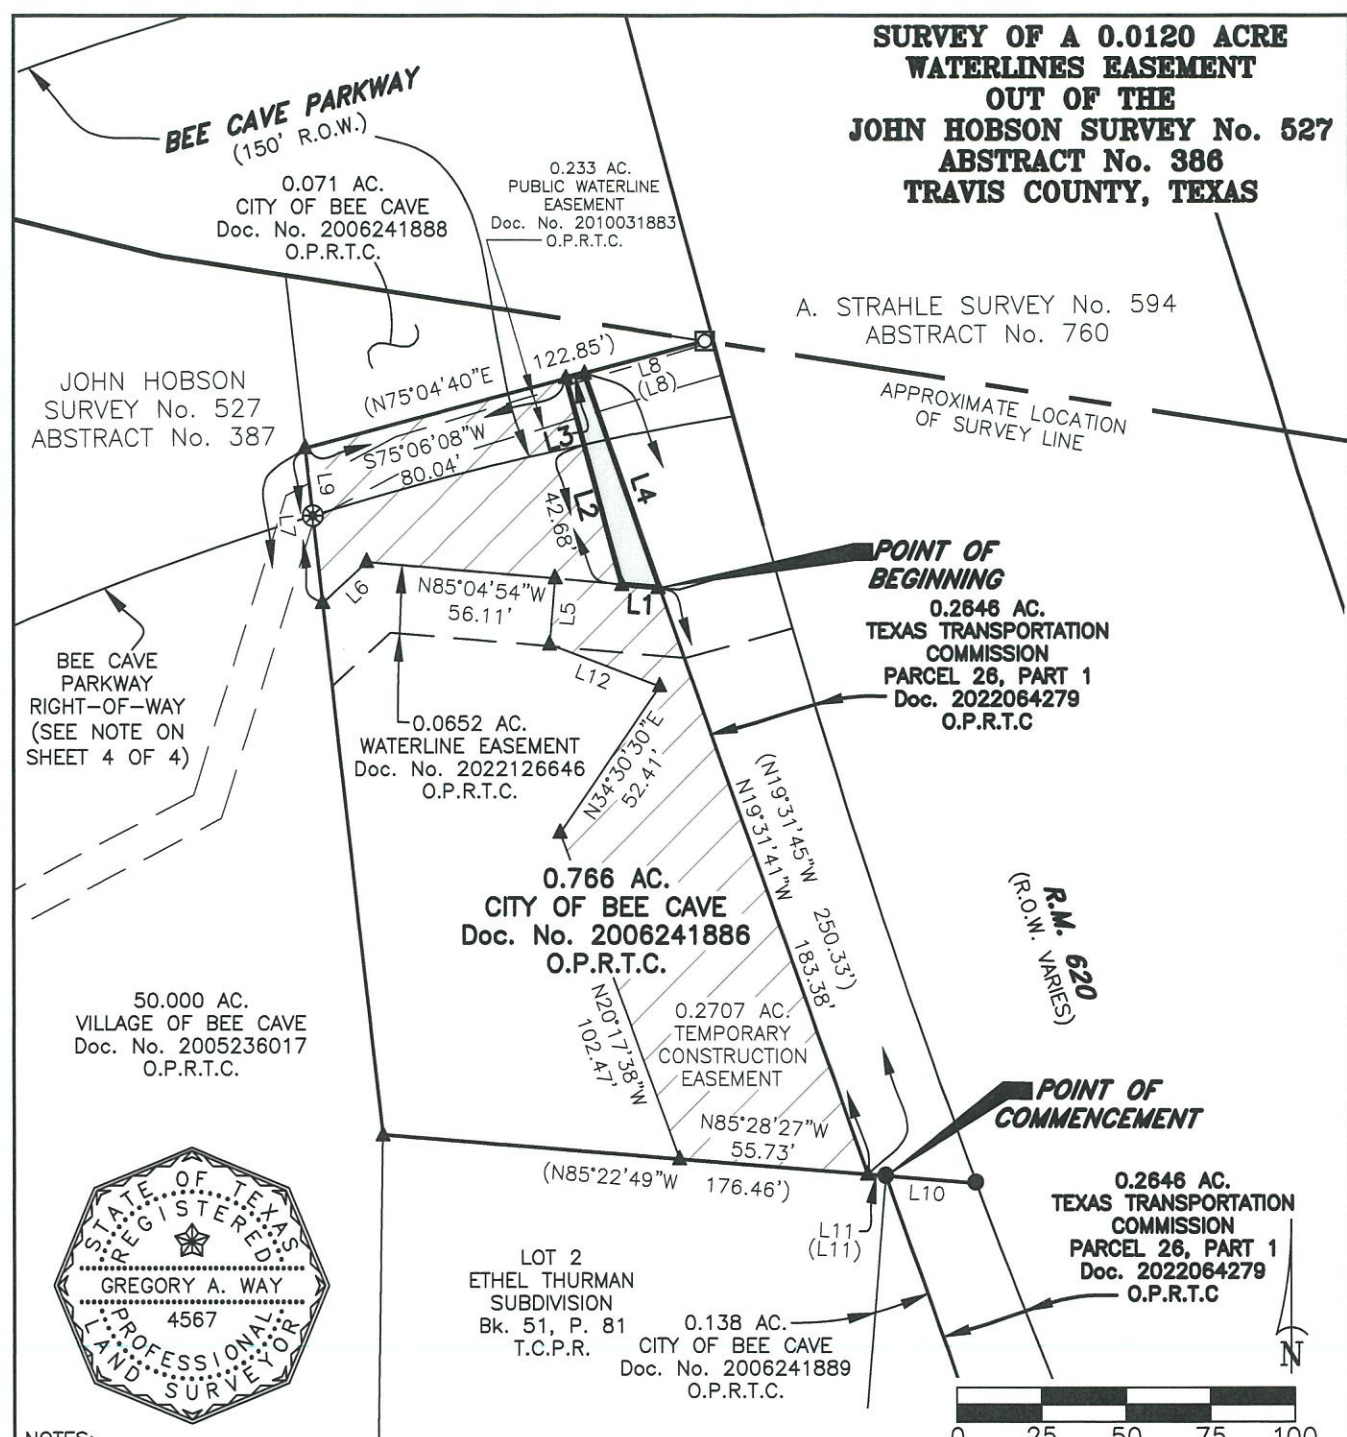 SURVEY OF A 0.0120 ACRE
WATERLINES EASEMENT
OUT OF THE
JOHN HOBSON SURVEY No. 527
ABSTRACT No. 386
TRAVIS COUNTY, TEXAS
BEE CAVE PARKWAY
(150' R.O.W.)
0.071 AC.
CITY OF BEE CAVE
Doc. No. 2006241888
O.P.R.T.C.
0.233 AC.
PUBLIC WATERLINE
EASEMENT
Doc. No. 2010031883
O.P.R.T.C.
A. STRAHLE SURVEY No. 594
ABSTRACT No. 760
APPROXIMATE LOCATION
OF SURVEY LINE
JOHN HOBSON
SURVEY No. 527
ABSTRACT No. 387
(N75°04'40"E 122.85')
S75°06'08"W
80.04'
L8
(L8)
L3
L4
L2
42.68'
L9
L7
L6
N85°04'54"W
56.11'
L5
L1
L12
POINT OF
BEGINNING
0.2646 AC.
TEXAS TRANSPORTATION
COMMISSION
PARCEL 26, PART 1
Doc. 2022064279
O.P.R.T.C
BEE CAVE
PARKWAY
RIGHT-OF-WAY
(SEE NOTE ON
SHEET 4 OF 4)
0.0652 AC.
WATERLINE EASEMENT
Doc. No. 2022126646
O.P.R.T.C.
N34°30'30"E
52.41'
(N19°31'45"W 250.33')
N19°31'41"W 183.38'
0.766 AC.
CITY OF BEE CAVE
Doc. No. 2006241886
O.P.R.T.C.
R.M. 620
(R.O.W. VARIES)
50.000 AC.
VILLAGE OF BEE CAVE
Doc. No. 2005236017
O.P.R.T.C.
N20°17'38"W
102.47'
0.2707 AC.
TEMPORARY
CONSTRUCTION
EASEMENT
N85°28'27"W
55.73'
(N85°22'49"W 176.46')
POINT OF
COMMENCEMENT
L10
L11
(L11)
0.2646 AC.
TEXAS TRANSPORTATION
COMMISSION
PARCEL 26, PART 1
Doc. 2022064279
O.P.R.T.C
STATE OF TEXAS
REGISTERED
GREGORY A. WAY
4567
PROFESSIONAL
LAND SURVEYOR
LOT 2
ETHEL THURMAN
SUBDIVISION
Bk. 51, P. 81
T.C.P.R.
0.138 AC.
CITY OF BEE CAVE
Doc. No. 2006241889
O.P.R.T.C.
N
0 25 50 75 100
NOTES: